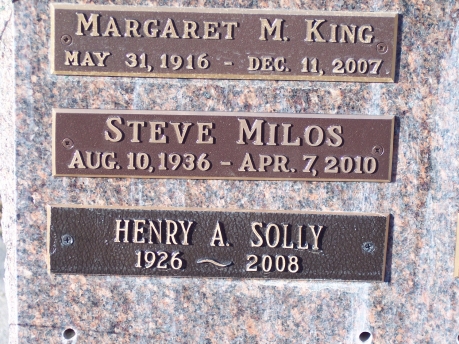 MARGARET M. KING
MAY 31, 1916 - DEC. 11, 2007
STEVE MILOS
AUG. 10, 1936 - APR. 7, 2010
HENRY A. SOLLY
1926 ~ 2008